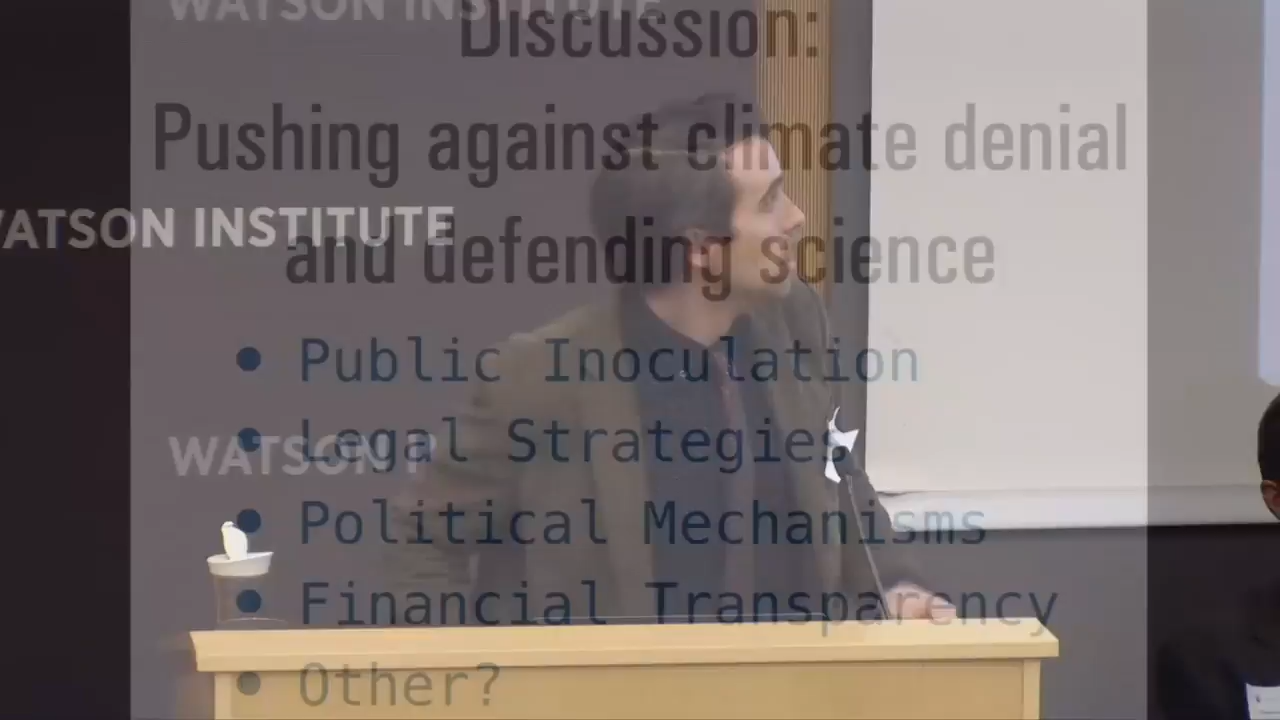 WATSON INSTITUTE
Discussion:
Pushing against climate denial
WATSON INSTITUTE
and defending science
• Public Inoculation
• Legal Strategies
WATSON
• Political Mechanisms
• Financial Transparency
• Other?